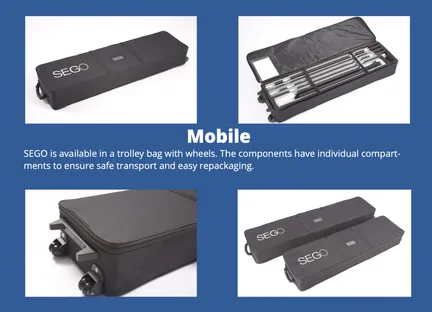 SEGO
Mobile
SEGO is available in a trolley bag with wheels. The components have individual compart-
ments to ensure safe transport and easy repackaging.
SEGO
SEGO